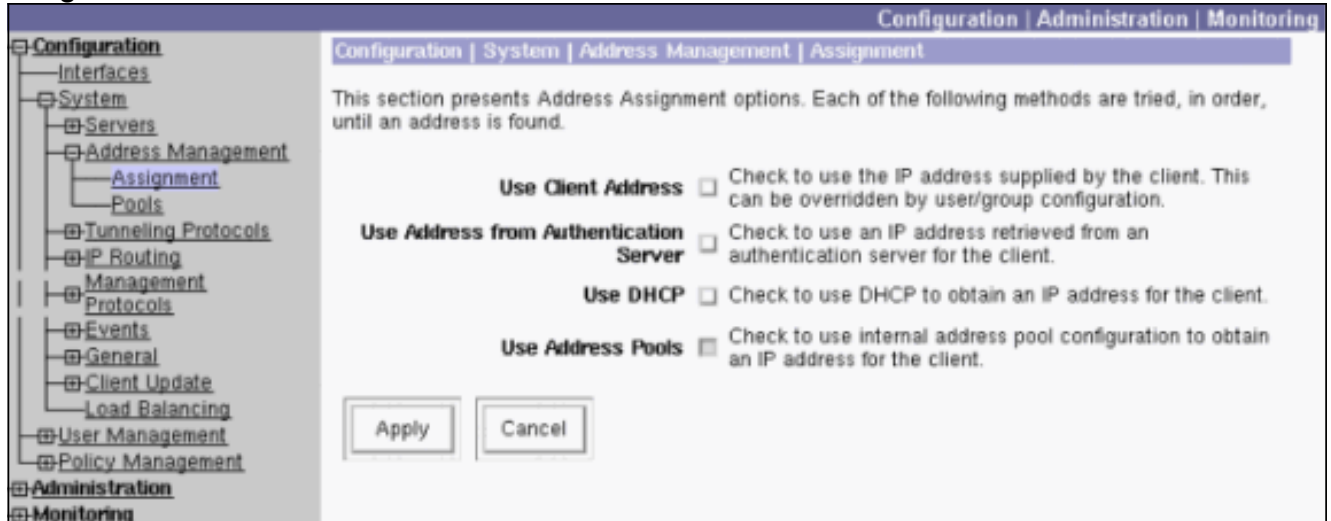 Configuration | Administration | Monitoring
Configuration
Interfaces
System
Servers
Address Management
Assignment
Pools
Tunneling Protocols
IP Routing
Management
Protocols
Events
General
Client Update
Load Balancing
User Management
Policy Management
Administration
Monitoring
Configuration | System | Address Management | Assignment
This section presents Address Assignment options. Each of the following methods are tried, in order,
until an address is found.
Use Client Address
Check to use the IP address supplied by the client. This
can be overridden by user/group configuration.
Use Address from Authentication
Server
Check to use an IP address retrieved from an
authentication server for the client.
Use DHCP
Check to use DHCP to obtain an IP address for the client.
Use Address Pools
Check to use internal address pool configuration to obtain
an IP address for the client.
Apply
Cancel